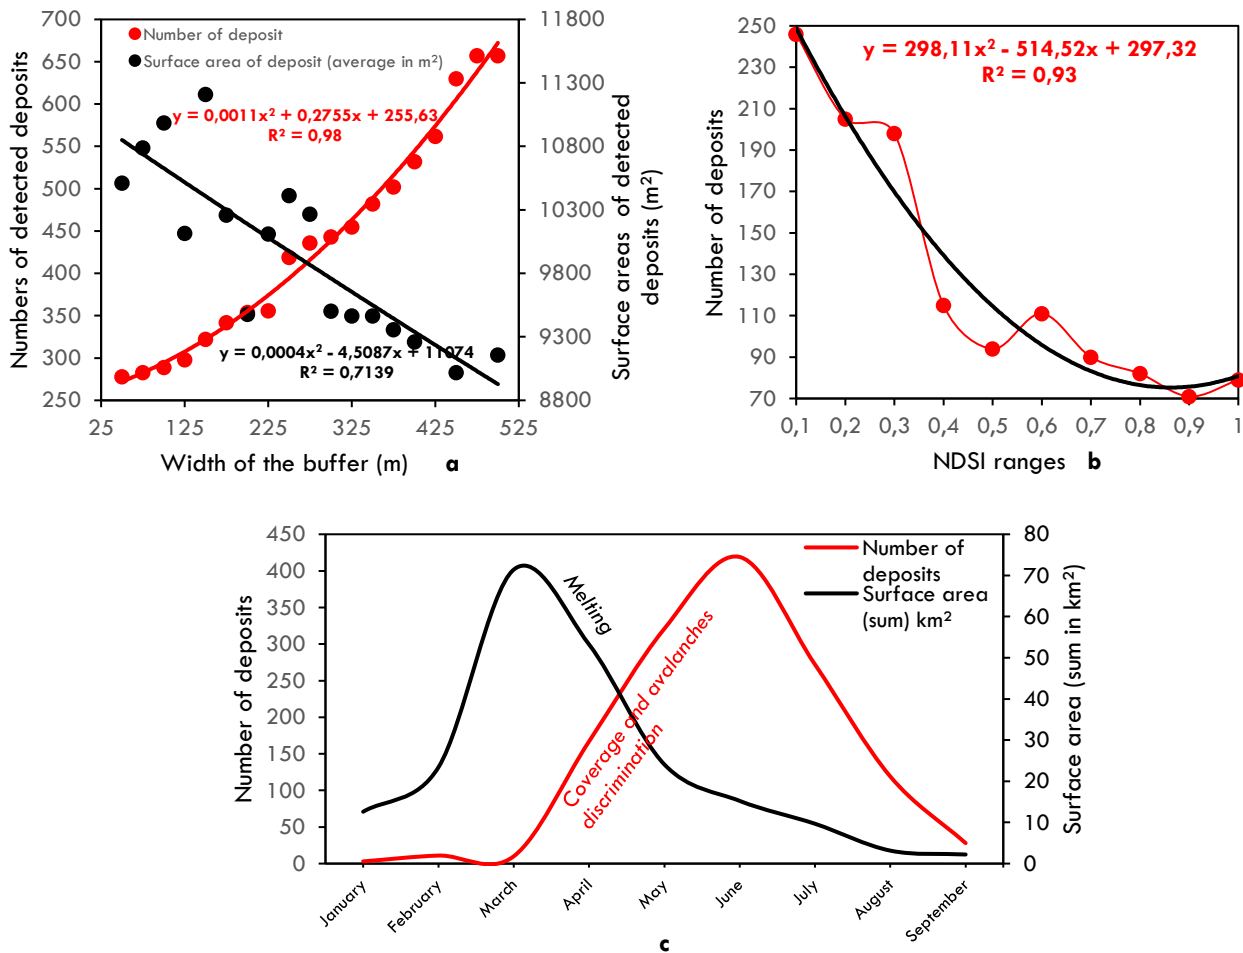 700
650
600
550
500
450
400
350
300
250
Numbers of detected deposits
Number of deposit
Surface area of deposit (average in m²)
y = 0,0011x² + 0,2755x + 255,63
R² = 0,98
y = 0,0004x² - 4,5087x + 11074
R² = 0,7139
11800
11300
10800
10300
9800
9300
8800
Surface areas of detected
deposits (m²)
25 125 225 325 425 525
Width of the buffer (m) a
250
230
210
190
170
150
130
110
90
70
Number of deposits
y = 298,11x² - 514,52x + 297,32
R² = 0,93
0,1 0,2 0,3 0,4 0,5 0,6 0,7 0,8 0,9 1
NDSI ranges b
450
400
350
300
250
200
150
100
50
0
Number of deposits
Number of
deposits
Surface area
(sum) km²
Melting
Coverage and avalanches
discrimination
80
70
60
50
40
30
20
10
0
Surface area (sum in km²)
January February March April May June July August September
c